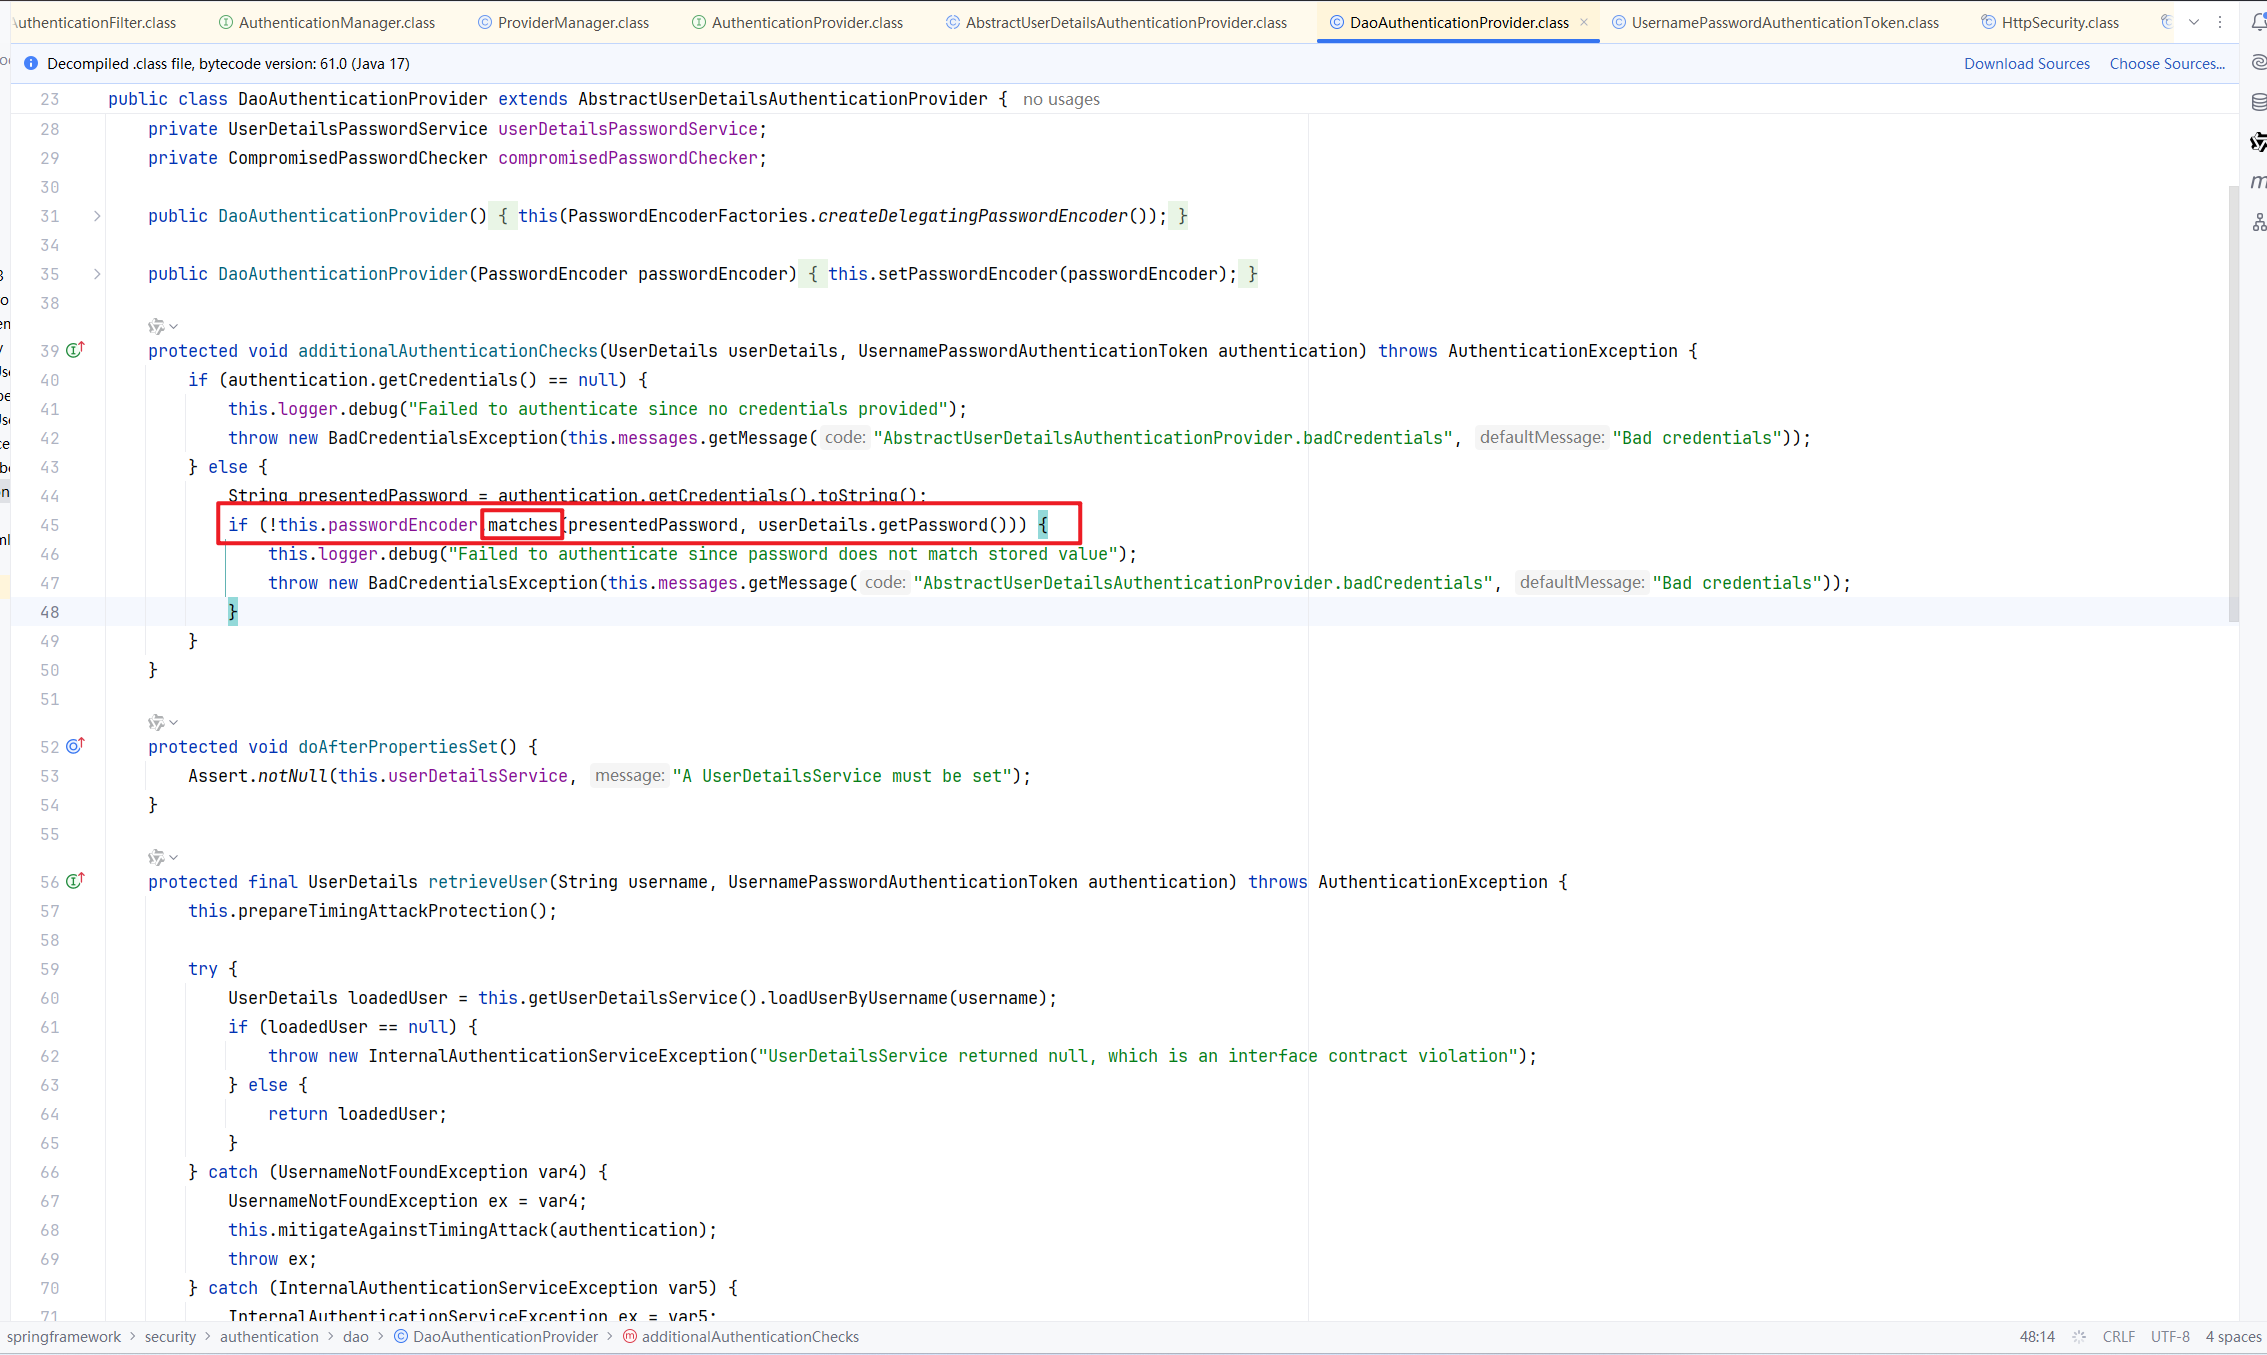 AuthenticationFilter.class AuthenticationManager.class ProviderManager.class AuthenticationProvider.class AbstractUserDetailsAuthenticationProvider.class DaoAuthenticationProvider.class UsernamePasswordAuthenticationToken.class HttpSecurity.class
Decompiled .class file, bytecode version: 61.0 (Java 17) Download Sources Choose Sources...
23 public class DaoAuthenticationProvider extends AbstractUserDetailsAuthenticationProvider { no usages
28 private UserDetailsPasswordService userDetailsPasswordService;
29 private CompromisedPasswordChecker compromisedPasswordChecker;
30
31 public DaoAuthenticationProvider() { this(PasswordEncoderFactories.createDelegatingPasswordEncoder()); }
34
35 public DaoAuthenticationProvider(PasswordEncoder passwordEncoder) { this.setPasswordEncoder(passwordEncoder); }
38
39 protected void additionalAuthenticationChecks(UserDetails userDetails, UsernamePasswordAuthenticationToken authentication) throws AuthenticationException {
40 if (authentication.getCredentials() == null) {
41 this.logger.debug("Failed to authenticate since no credentials provided");
42 throw new BadCredentialsException(this.messages.getMessage( code: "AbstractUserDetailsAuthenticationProvider.badCredentials", defaultMessage: "Bad credentials"));
43 } else {
44 String presentedPassword = authentication.getCredentials().toString();
45 if (!this.passwordEncoder.matches(presentedPassword, userDetails.getPassword())) {
46 this.logger.debug("Failed to authenticate since password does not match stored value");
47 throw new BadCredentialsException(this.messages.getMessage( code: "AbstractUserDetailsAuthenticationProvider.badCredentials", defaultMessage: "Bad credentials"));
48 }
49 }
50 }
51
52 protected void doAfterPropertiesSet() {
53 Assert.notNull(this.userDetailsService, message: "A UserDetailsService must be set");
54 }
55
56 protected final UserDetails retrieveUser(String username, UsernamePasswordAuthenticationToken authentication) throws AuthenticationException {
57 this.prepareTimingAttackProtection();
58
59 try {
60 UserDetails loadedUser = this.getUserDetailsService().loadUserByUsername(username);
61 if (loadedUser == null) {
62 throw new InternalAuthenticationServiceException("UserDetailsService returned null, which is an interface contract violation");
63 } else {
64 return loadedUser;
65 }
66 } catch (UsernameNotFoundException var4) {
67 UsernameNotFoundException ex = var4;
68 this.mitigateAgainstTimingAttack(authentication);
69 throw ex;
70 } catch (InternalAuthenticationServiceException var5) {
71 InternalAuthenticationServiceException ex = var5;
springframework > security > authentication > dao > DaoAuthenticationProvider > additionalAuthenticationChecks 48:14 CRLF UTF-8 4 spaces